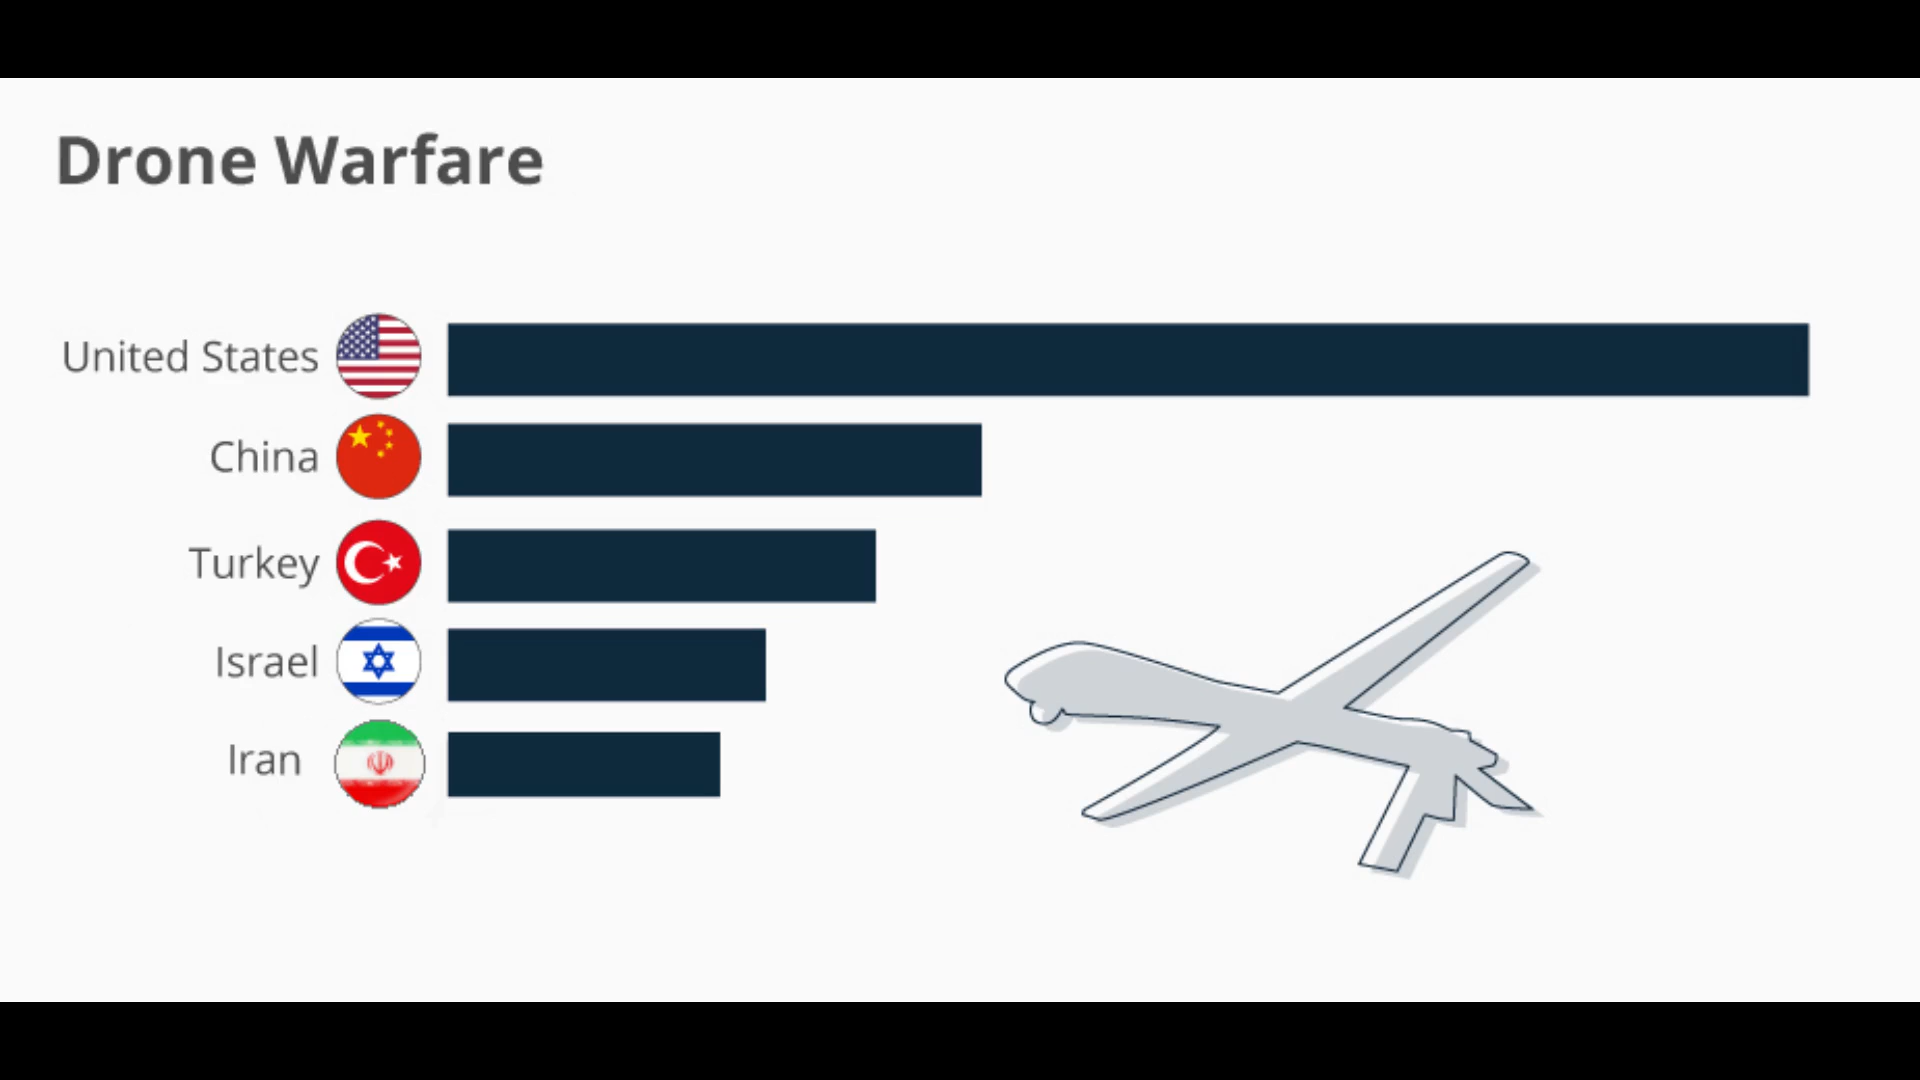 Drone Warfare
United States
China
Turkey
Israel
Iran